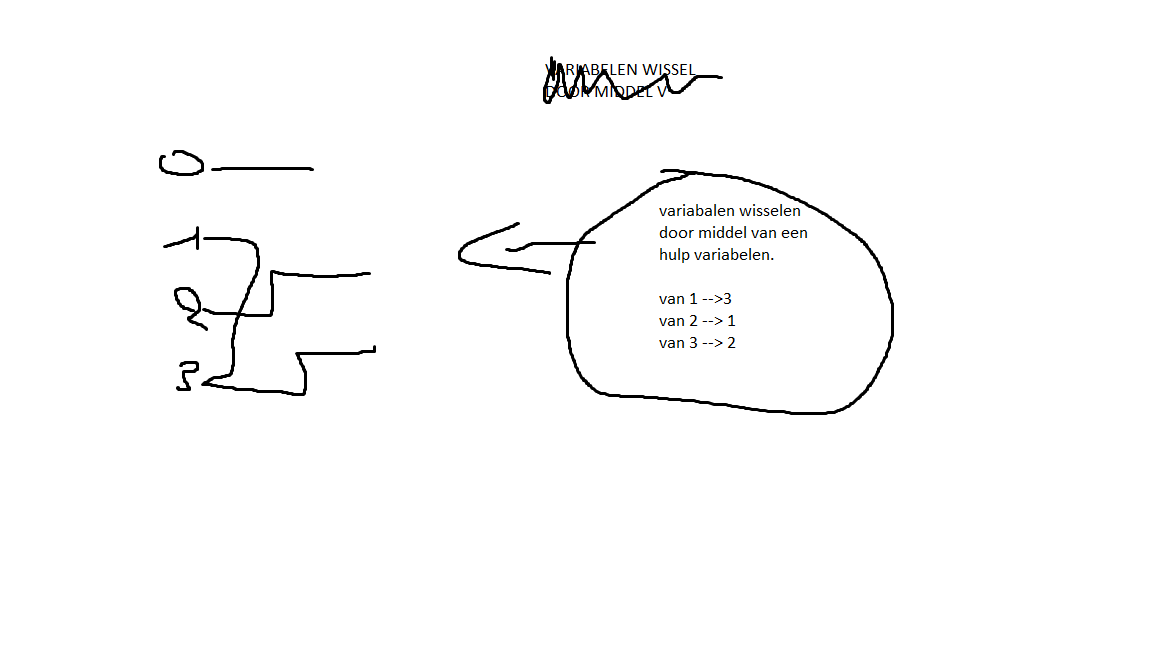 VARIABELEN WISSEL
DOOR MIDDEL V
0
1
2
3
variabalen wisselen
door middel van een
hulp variabelen.
van 1 -->3
van 2 --> 1
van 3 --> 2